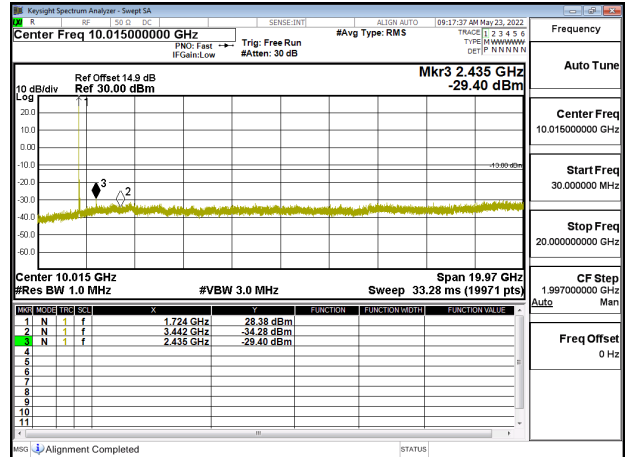 Keysight Spectrum Analyzer - Swept SA
R RF 50 Ω DC SENSE:INT ALIGN AUTO 09:17:37 AM May 23, 2022
Center Freq 10.015000000 GHz
PNO: Fast
IFGain:Low
Trig: Free Run
#Atten: 30 dB
#Avg Type: RMS
TRACE 1 2 3 4 5 6
TYPE M WWWWW
DET P N N N N N
Frequency
Auto Tune
Center Freq
10.015000000 GHz
Start Freq
30.000000 MHz
Stop Freq
20.000000000 GHz
CF Step
1.997000000 GHz
Auto Man
Freq Offset
0 Hz
Ref Offset 14.9 dB
10 dB/div Ref 30.00 dBm
Log
Mkr3 2.435 GHz
-29.40 dBm
1
20.0
10.0
0.00
-10.0
-13.00 dBm
-20.0
3
2
-30.0
-40.0
-50.0
-60.0
Center 10.015 GHz Span 19.97 GHz
#Res BW 1.0 MHz #VBW 3.0 MHz Sweep 33.28 ms (19971 pts)
MKR MODE TRC SCL X Y FUNCTION FUNCTION WIDTH FUNCTION VALUE
1 N 1 f 1.724 GHz 28.38 dBm
2 N 1 f 3.442 GHz -34.28 dBm
3 N 1 f 2.435 GHz -29.40 dBm
4
5
6
7
8
9
10
11
MSG Alignment Completed STATUS